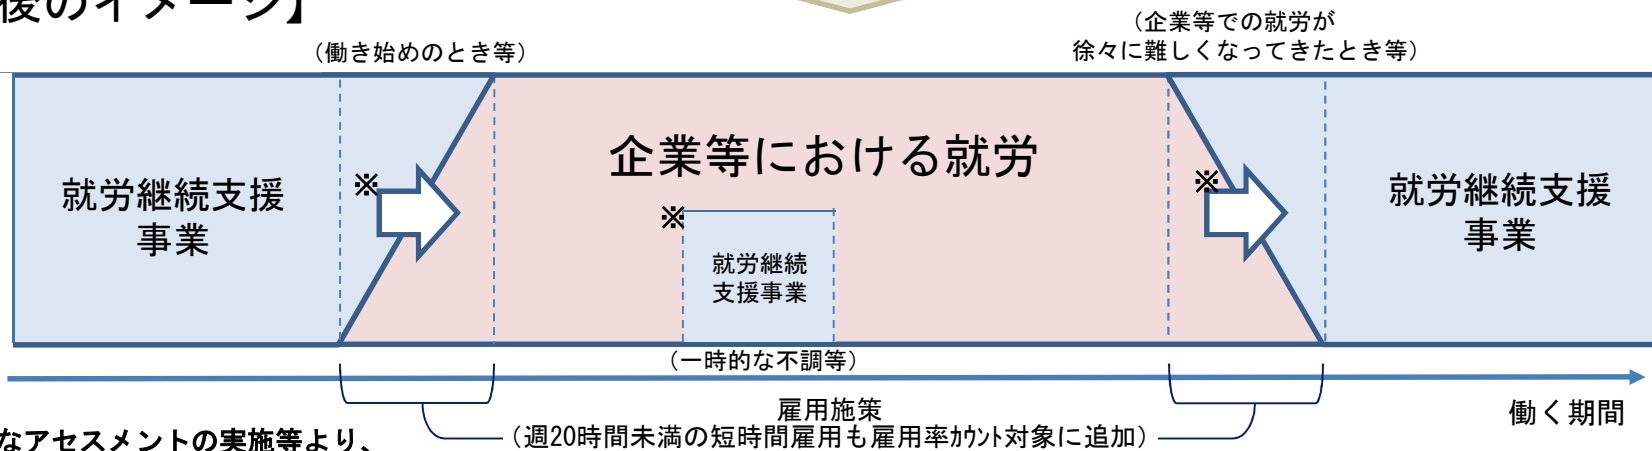 後のイメージ】
(働き始めのとき等)
(企業等での就労が
徐々に難しくなってきたとき等)
就労継続支援
事業
※
企業等における就労
※
就労継続
支援事業
※
就労継続支援
事業
(一時的な不調等)
働く期間
雇用施策
(週20時間未満の短時間雇用も雇用率ｶｳﾝﾄ対象に追加)
なアセスメントの実施等より、